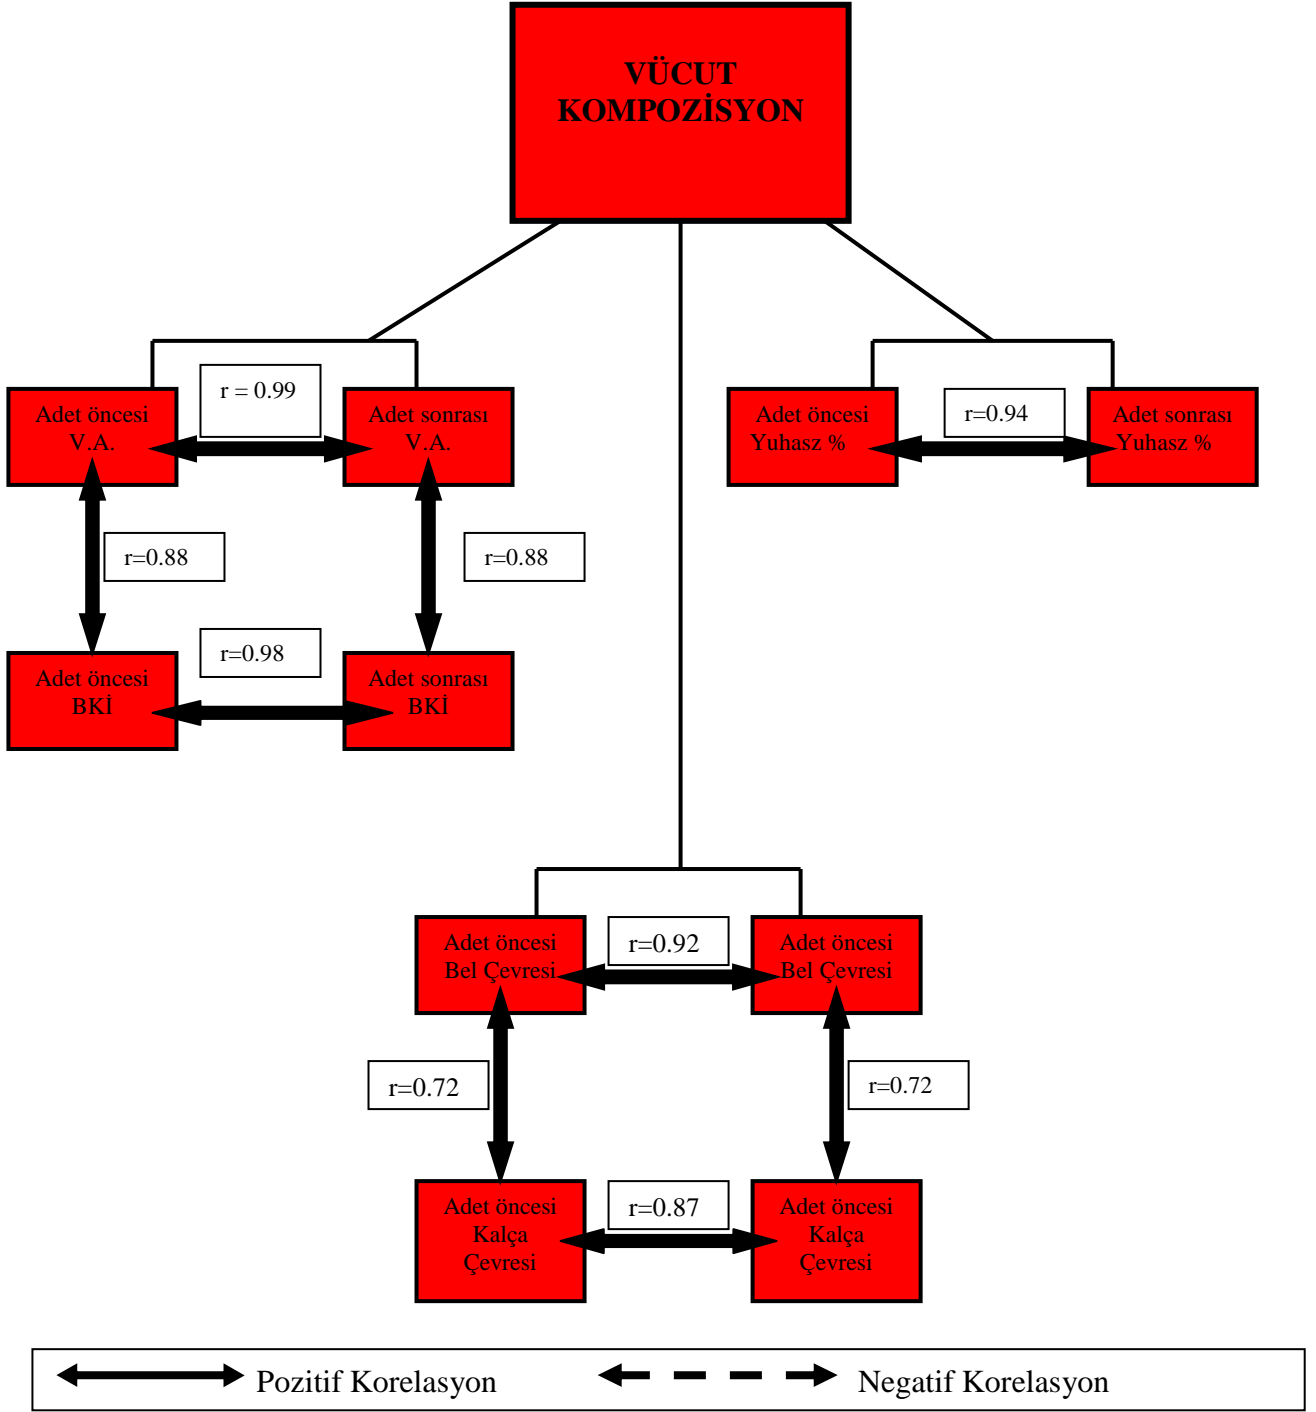 VÜCUT
KOMPOZİSYON
r = 0.99
Adet öncesi
V.A.
Adet sonrası
V.A.
Adet öncesi
Yuhasz %
r=0.94
Adet sonrası
Yuhasz %
r=0.88
r=0.88
r=0.98
Adet öncesi
BKİ
Adet sonrası
BKİ
Adet öncesi
Bel Çevresi
r=0.92
Adet öncesi
Bel Çevresi
r=0.72
r=0.72
Adet öncesi
Kalça
Çevresi
r=0.87
Adet öncesi
Kalça
Çevresi
Pozitif Korelasyon
Negatif Korelasyon